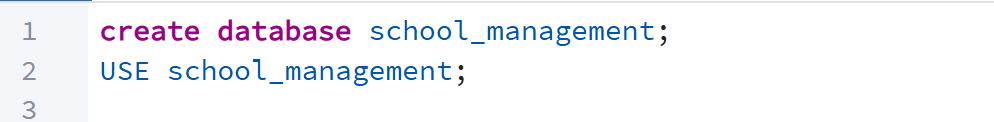 1 create database school_management;
2 USE school_management;
3